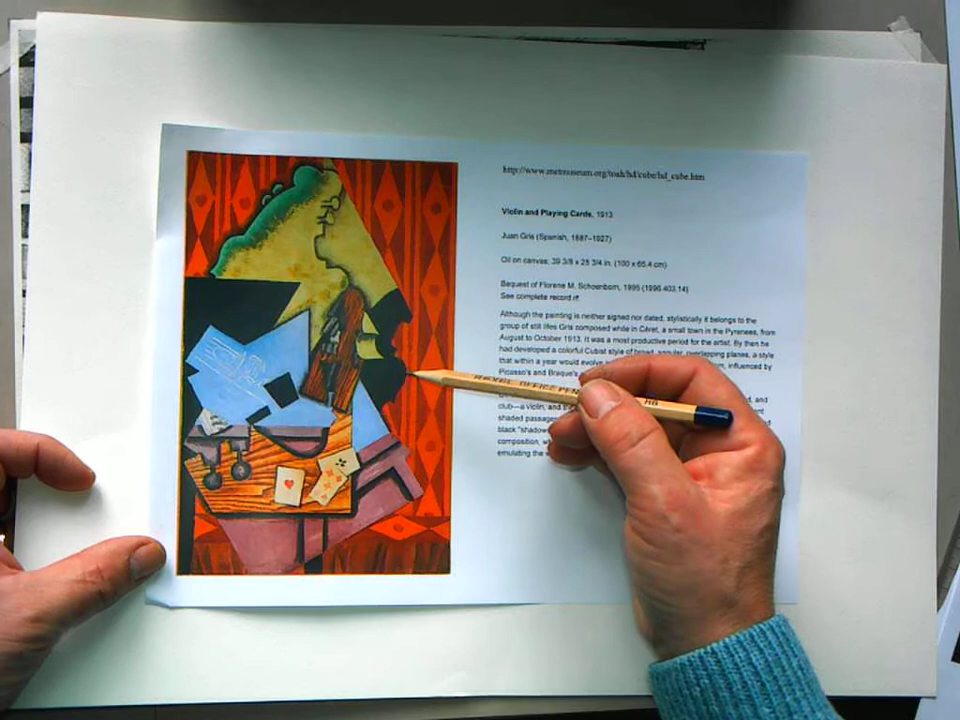 http://www.metmuseum.org/toah/hd/cube/hd_cube.htm
Violin and Playing Cards, 1913
Juan Gris (Spanish, 1887–1927)
Oil on canvas; 39 3/8 x 25 3/4 in. (100 x 65.4 cm)
Bequest of Florene M. Schoenborn, 1995 (1996.403.14)
See complete record
Although the painting is neither signed nor dated, stylistically it belongs to the
group of still lifes Gris composed while in Céret, a small town in the Pyrenees, from
August to October 1913. It was a most productive period for the artist. By then he
had developed a colorful Cubist style of broad, angular, overlapping planes, a style
that within a year would evolve influenced by
Picasso's and Braque's
and
club—a violin, and
shaded passages
black "shadow
composition, w
emulating the
OFFICE PEN HB